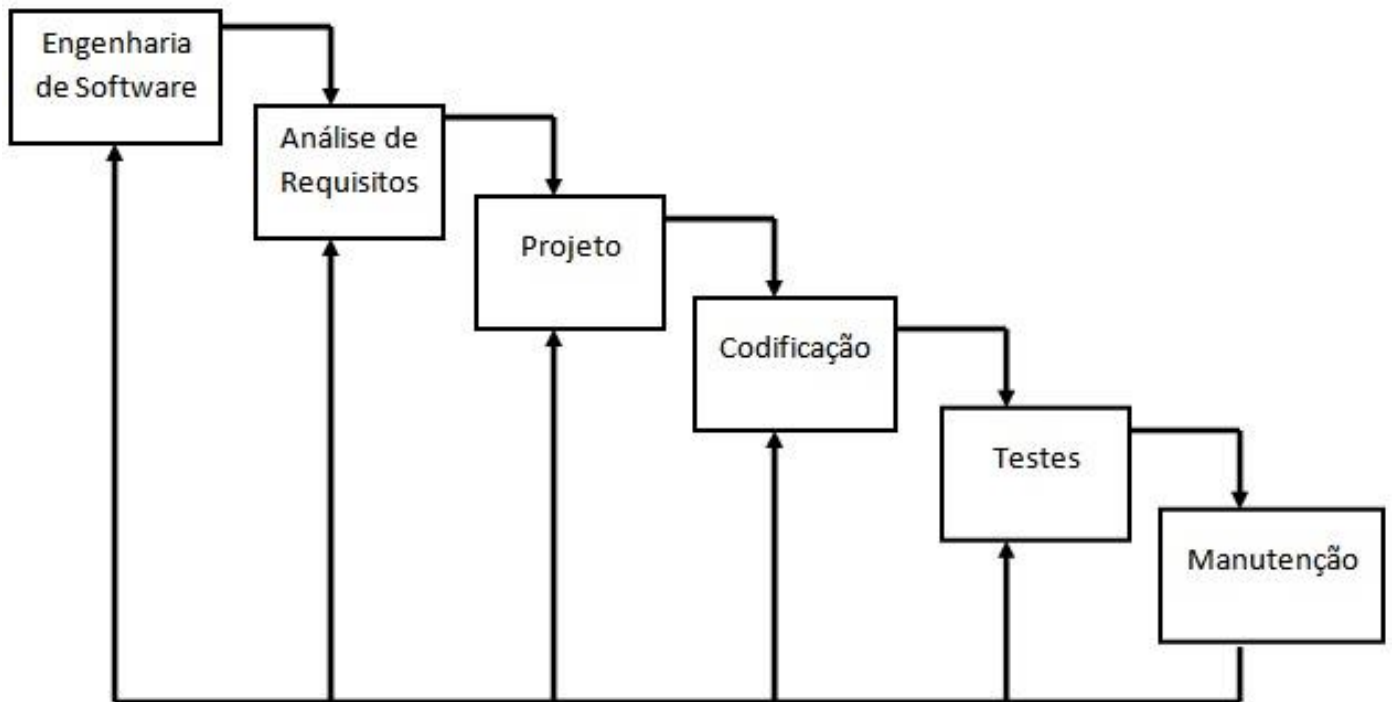 Engenharia
de Software
Análise de
Requisitos
Projeto
Codificação
Testes
Manutenção